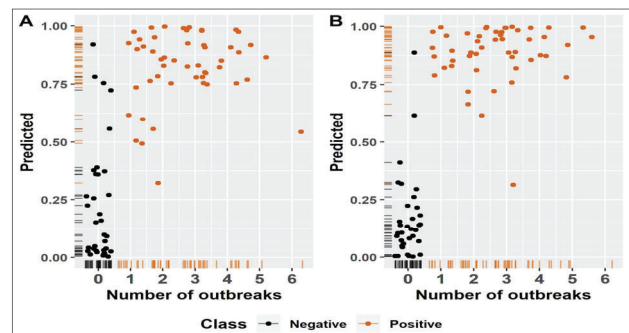 A
B
Predicted
1.00
0.75
0.50
0.25
0.00
0 1 2 3 4 5 6
Number of outbreaks
Predicted
1.00
0.75
0.50
0.25
0.00
0 1 2 3 4 5 6
Number of outbreaks
Class Negative Positive